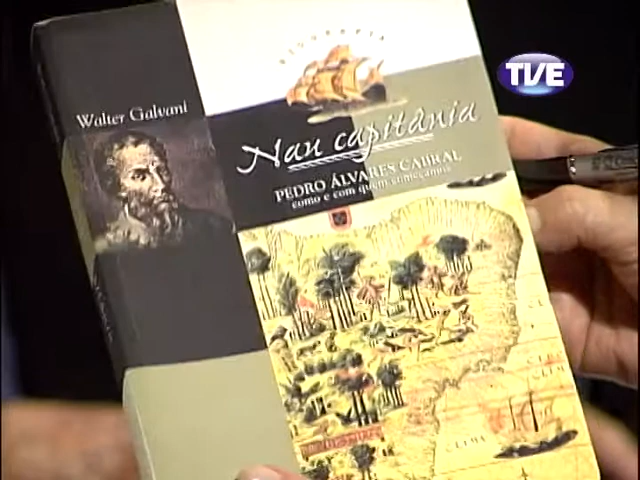 TVE
BIOGRAFIA
Walter Galvani
Nau capitânia
PEDRO ÁLVARES CABRAL
como e com quem começamos